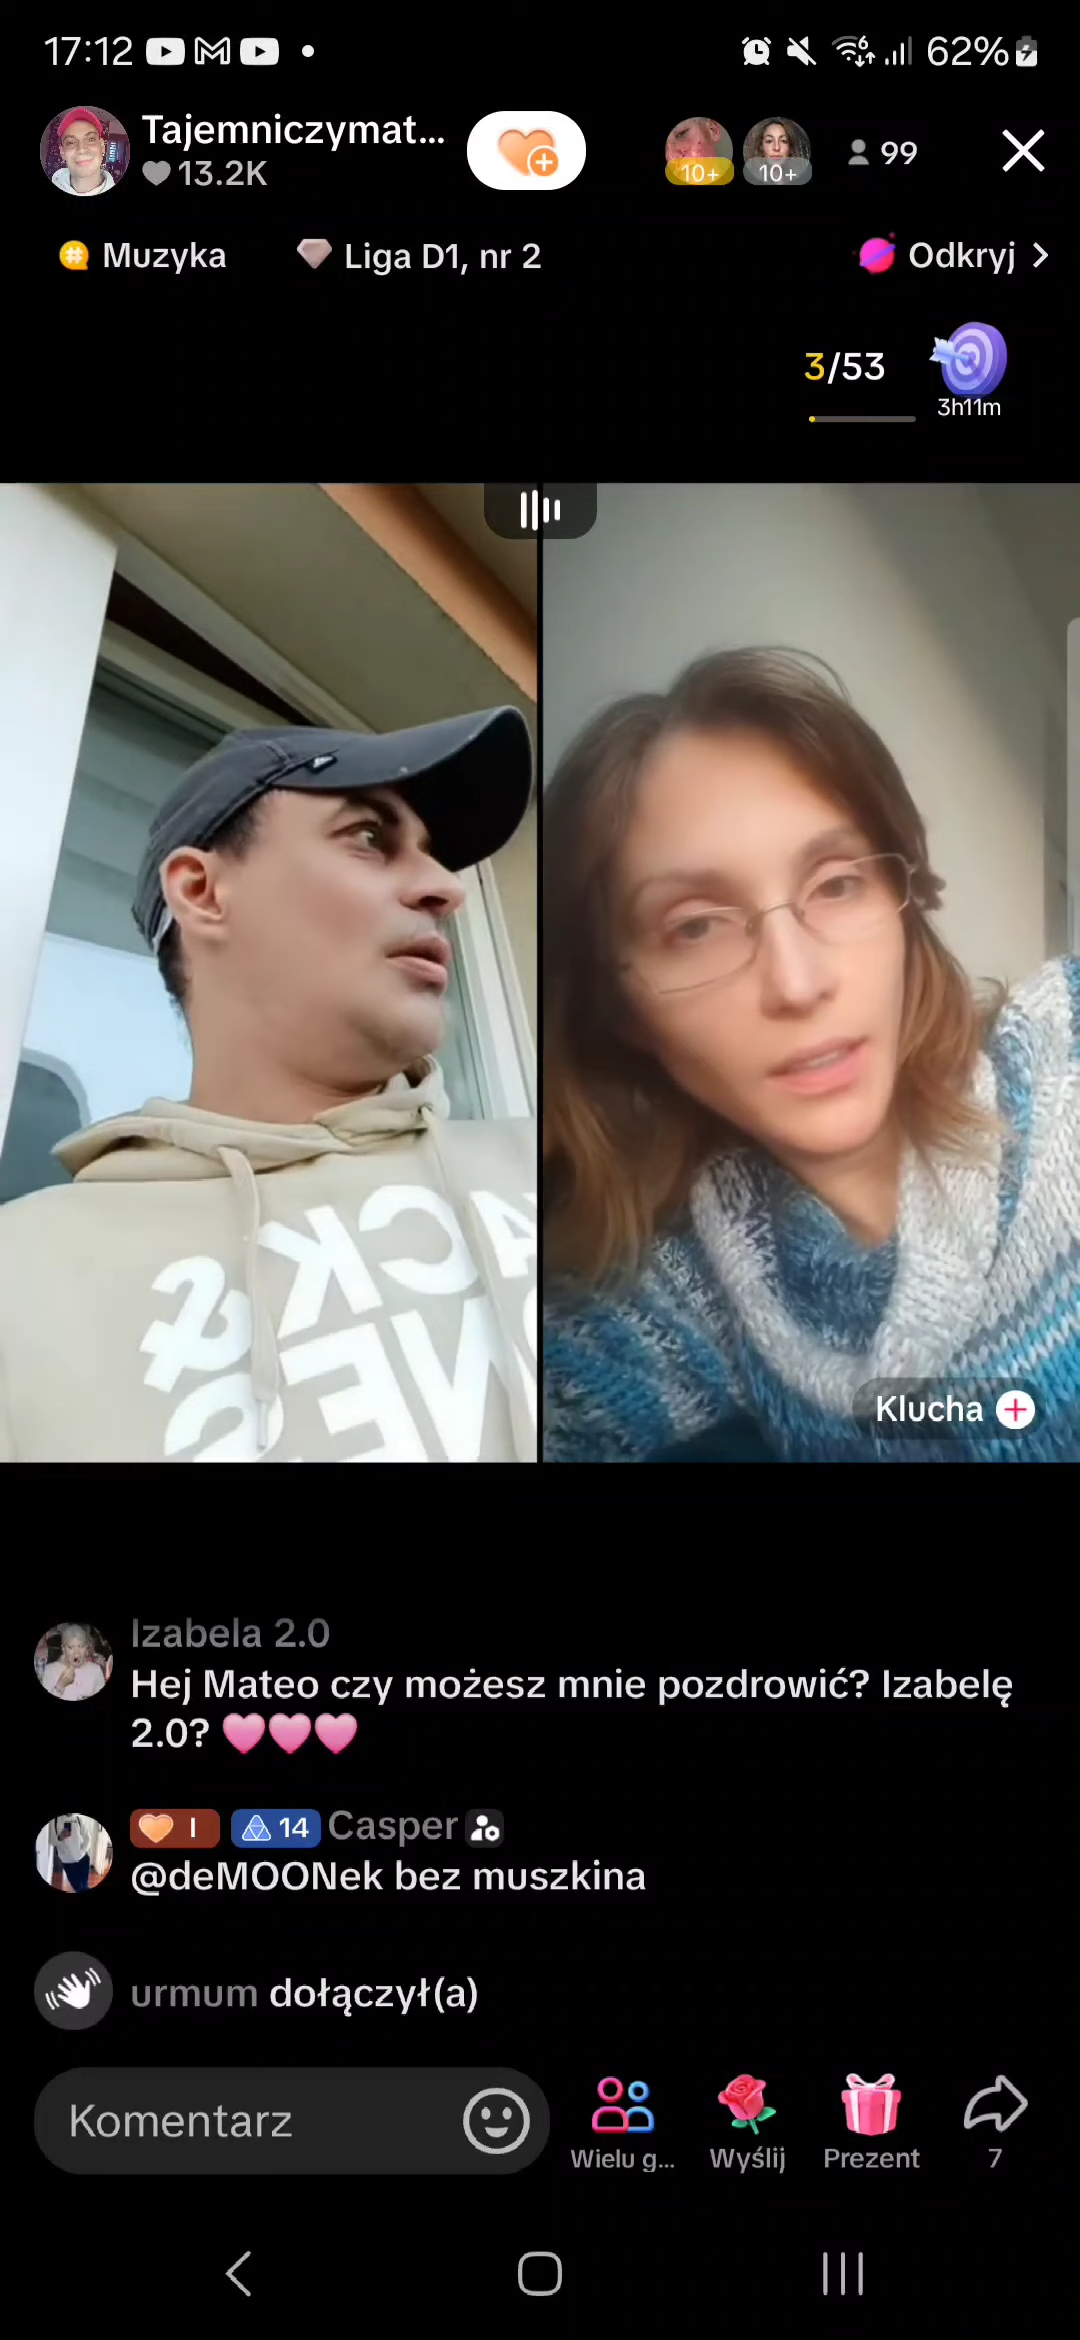 17:12
62%
Tajemniczymat...
13.2K
10+
10+
99
Muzyka
Liga D1, nr 2
Odkryj >
3/53
3h11m
Klucha
Izabela 2.0
Hej Mateo czy możesz mnie pozdrowić? Izabelę
2.0? 🩷🩷🩷
I 14 Casper
@deMOONek bez muszkina
urmum dołączył(a)
Komentarz
Wielu g...
Wyślij
Prezent
7